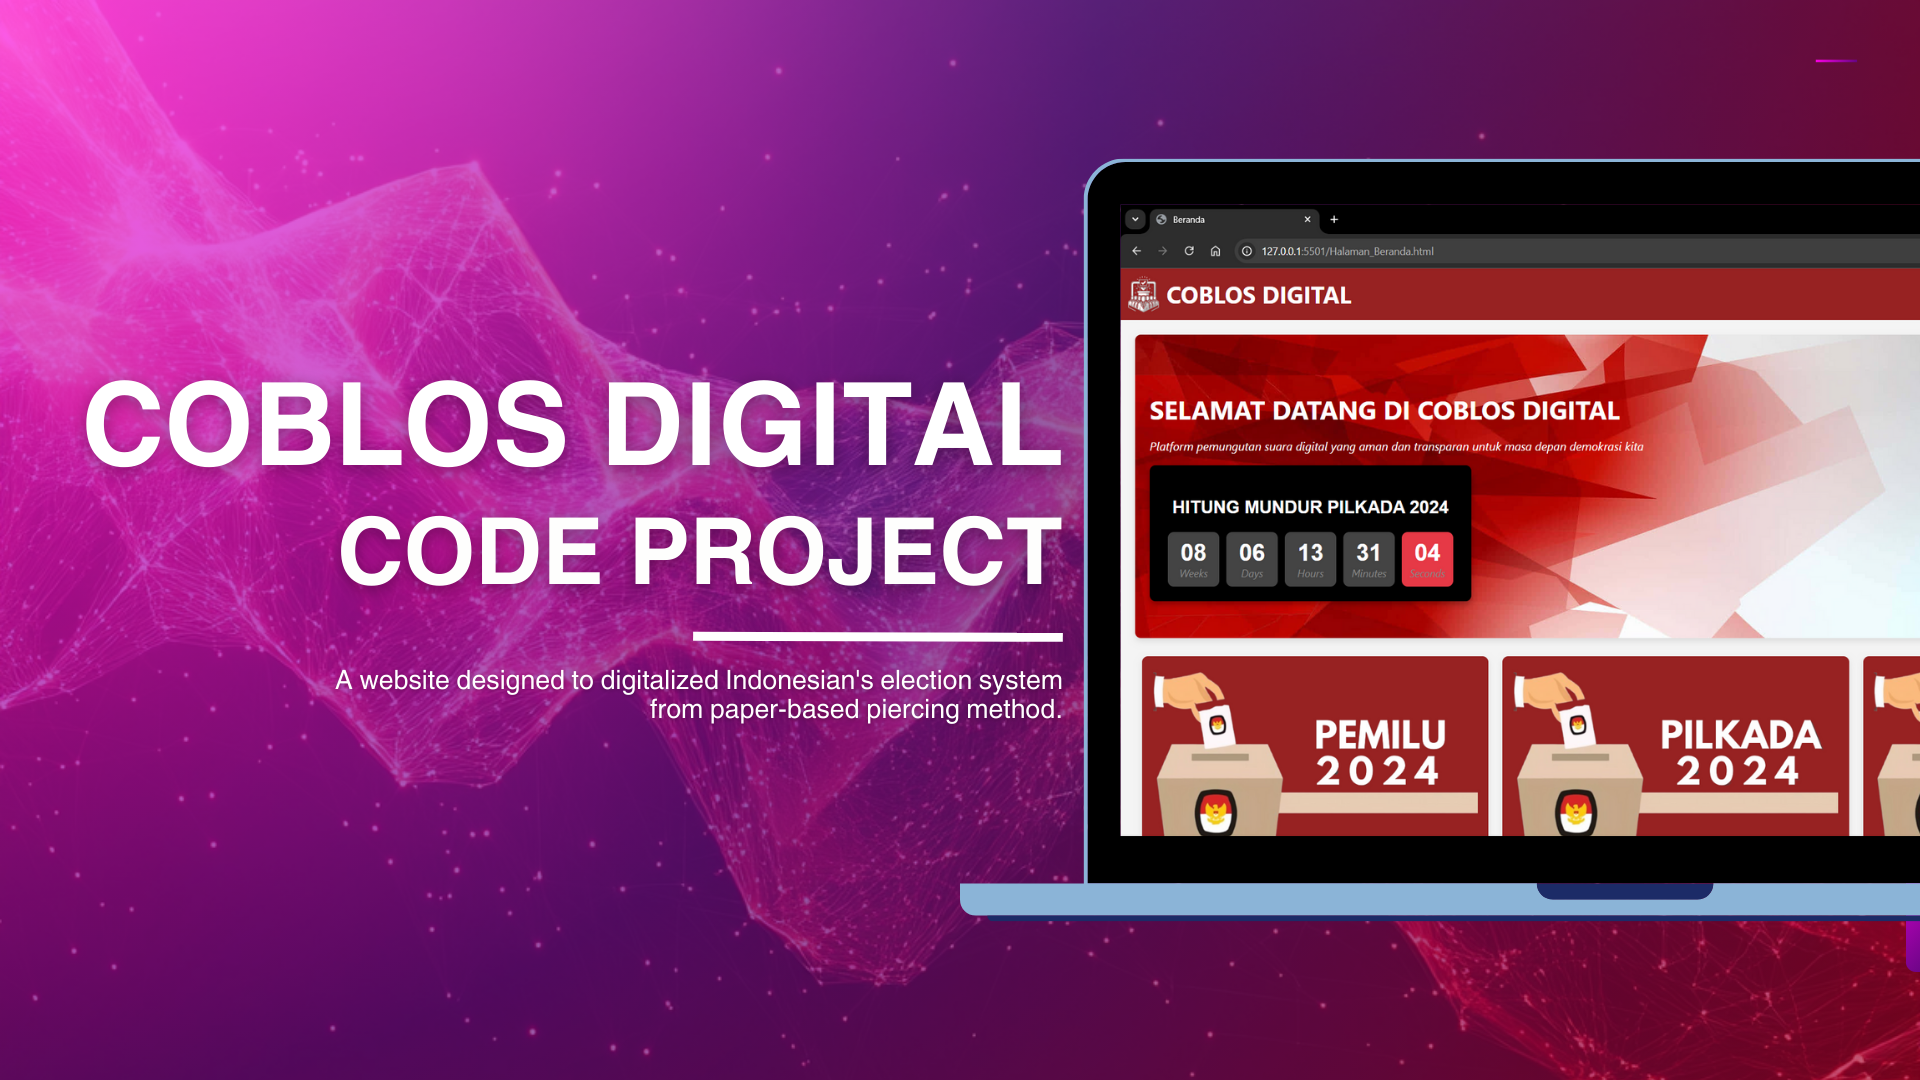 COBLOS DIGITAL
CODE PROJECT
A website designed to digitalized Indonesian's election system
from paper-based piercing method.
Beranda
127.0.0.1:5501/Halaman_Beranda.html
COBLOS DIGITAL
SELAMAT DATANG DI COBLOS DIGITAL
Platform pemungutan suara digital yang aman dan transparan untuk masa depan demokrasi kita
HITUNG MUNDUR PILKADA 2024
08 06 13 31 04
Weeks Days Hours Minutes Seconds
PEMILU
2024
PILKADA
2024